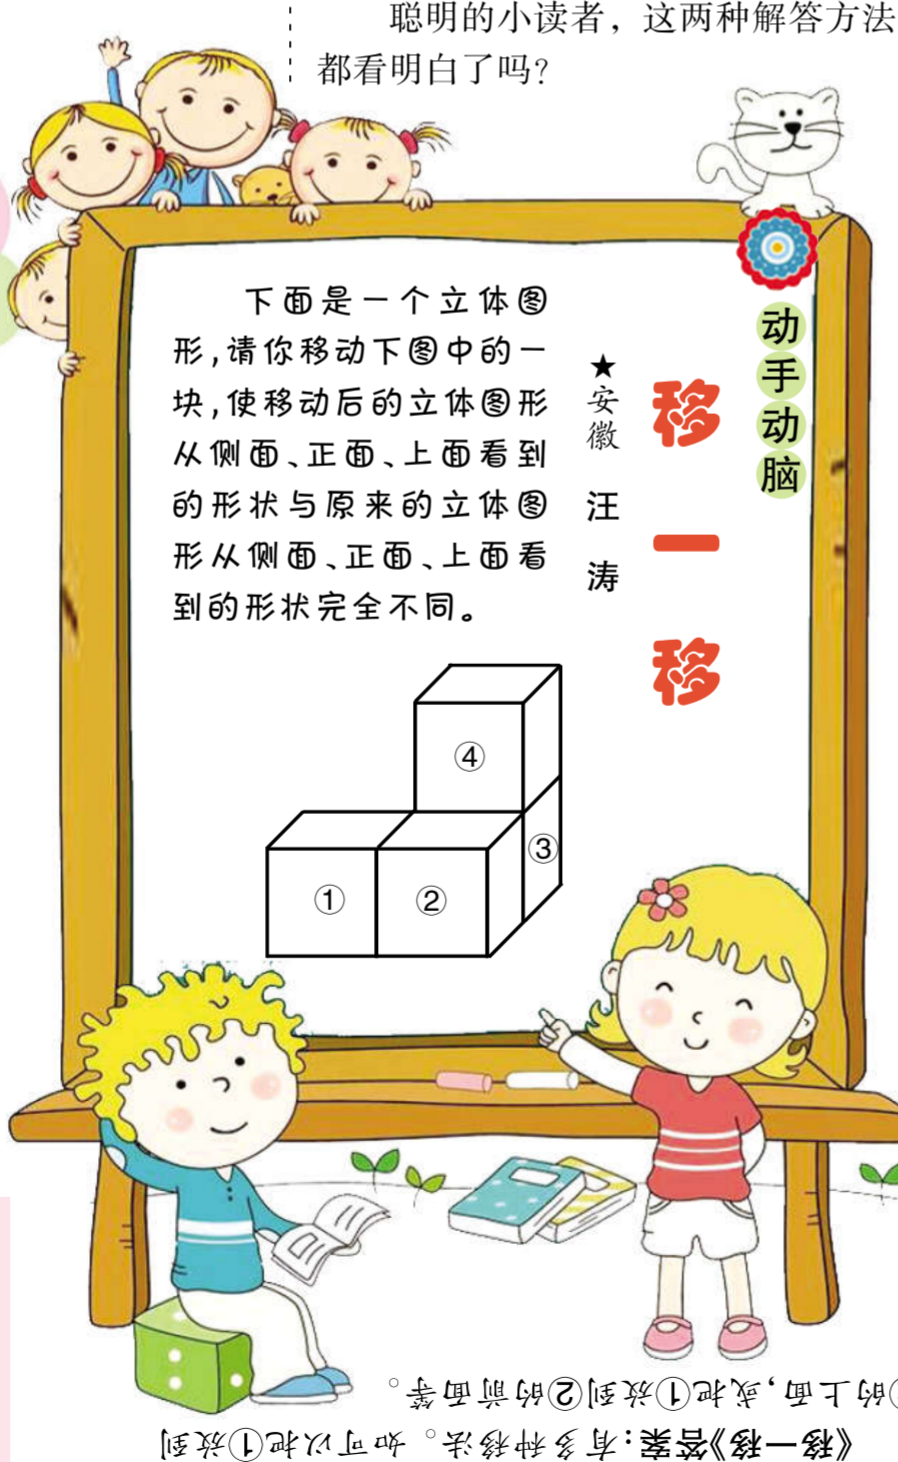 聪明的小读者，这两种解答方法
都看明白了吗？
动手动脑
移一移
★安徽 汪涛
下面是一个立体图
形,请你移动下图中的一
块,使移动后的立体图形
从侧面、正面、上面看到
的形状与原来的立体图
形从侧面、正面、上面看
到的形状完全不同。
④
③
① ②
《移一移》答案:有多种移法。如可以把①放到
的上面,或把①放到②的前面等。